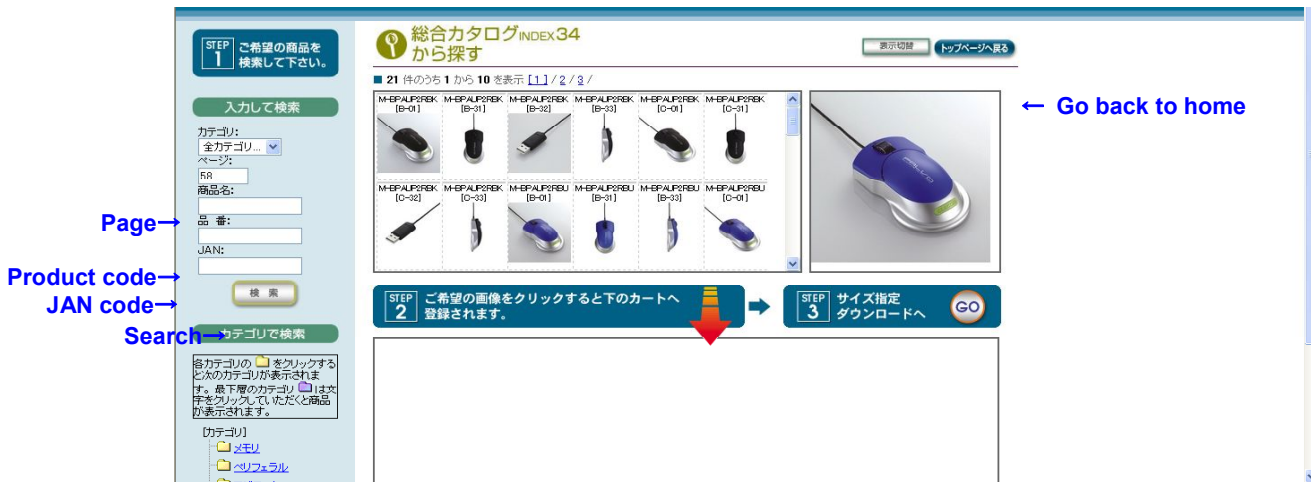 STEP 1 ご希望の商品を
検索して下さい。
総合カタログINDEX34
から探す
表示切替
トップページへ戻る
← Go back to home
■ 21 件のうち 1 から 10 を表示 [ 1 ] / 2 / 3 /
入力して検索
カテゴリ:
全カテゴリ...
ページ:
58
商品名:
Page→
品 番:
JAN:
Product code→
JAN code→
検 索
Search→
カテゴリで検索
各カテゴリの をクリックする
と次のカテゴリが表示されま
す。最下層のカテゴリ は文
字をクリックしていただくと商品
が表示されます。
[カテゴリ]
メモリ
ペリフェラル
M-BPAUP2RBK M-BPAUP2RBK M-BPAUP2RBK M-BPAUP2RBK M-BPAUP2RBK M-BPAUP2RBK
[B-01] [B-31] [B-32] [B-33] [C-01] [C-31]
M-BPAUP2RBK M-BPAUP2RBK M-BPAUP2RBU M-BPAUP2RBU M-BPAUP2RBU M-BPAUP2RBU
[C-32] [C-33] [B-01] [B-31] [B-33] [C-01]
STEP 2 ご希望の画像をクリックすると下のカートへ
登録されます。
STEP 3 サイズ指定
ダウンロードへ
GO